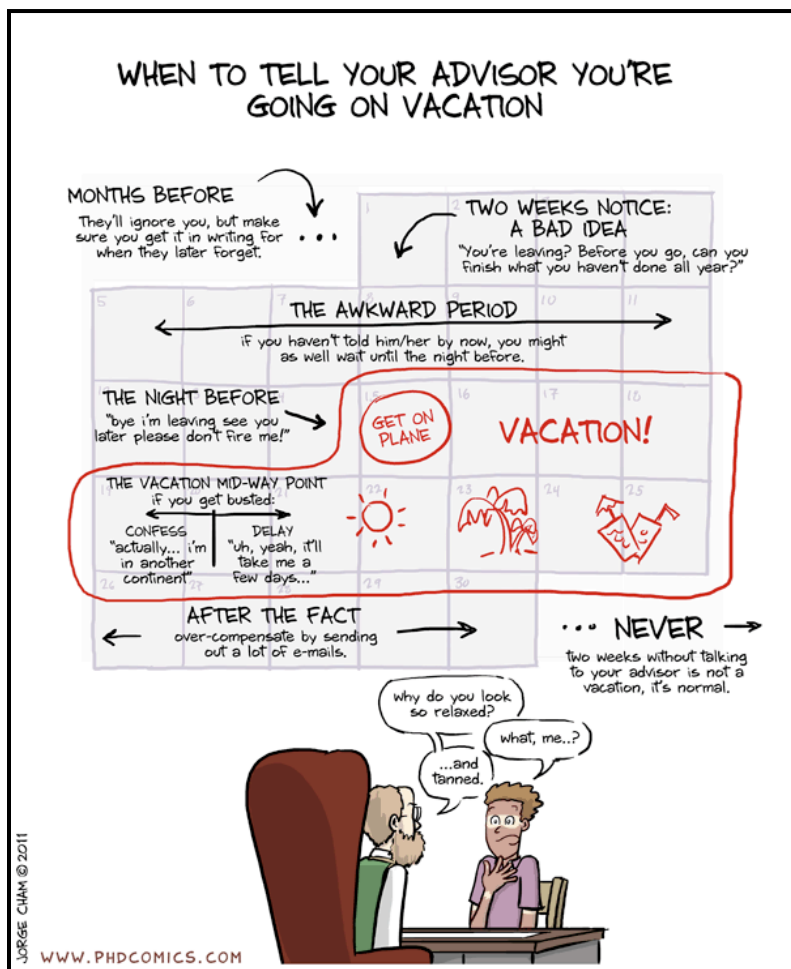 WHEN TO TELL YOUR ADVISOR YOU'RE
GOING ON VACATION
MONTHS BEFORE
They'll ignore you, but make
sure you get it in writing for
when they later forget.
...
TWO WEEKS NOTICE:
A BAD IDEA
"You're leaving? Before you go, can you
finish what you haven't done all year?"
1
2
5
6
7
8
9
10
11
THE AWKWARD PERIOD
if you haven't told him/her by now, you might
as well wait until the night before.
THE NIGHT BEFORE
"bye i'm leaving see you
later please don't fire me!"
15
16
17
18
GET ON
PLANE
VACATION!
19
21
22
23
24
25
THE VACATION MID-WAY POINT
if you get busted:
CONFESS
"actually... i'm
in another
continent"
DELAY
"uh, yeah, it'll
take me a
few days..."
26
27
28
29
30
AFTER THE FACT
over-compensate by sending
out a lot of e-mails.
... NEVER
two weeks without talking
to your advisor is not a
vacation, it's normal.
why do you look
so relaxed?
what, me..?
...and
tanned.
JORGE CHAM © 2011
WWW.PHDCOMICS.COM